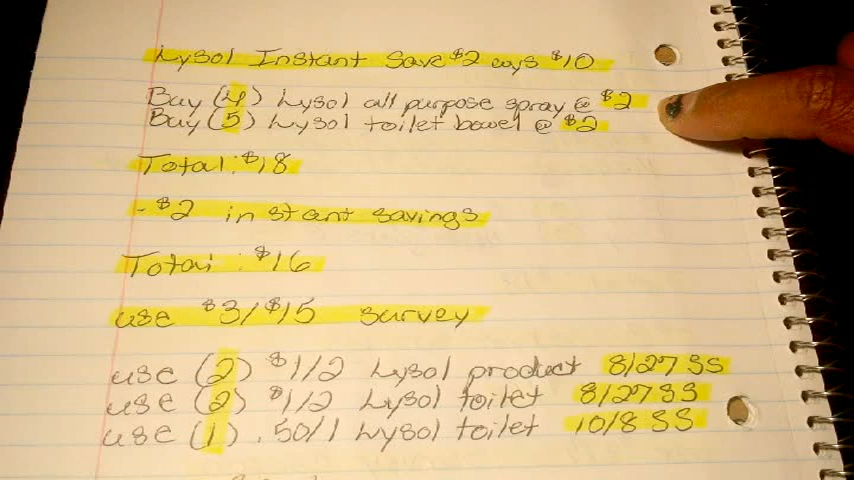 Lysol Instant Save $2 wys $10
Buy (4) Lysol all purpose spray @ $2
Buy (5) Lysol toilet bowel @ $2
Total: $18
- $2 instant savings
Total: $16
use $3/$15 survey
use (2) $1/2 Lysol product 8/27 SS
use (2) $1/2 Lysol toilet 8/27 SS
use (1) .50/1 Lysol toilet 10/8 SS